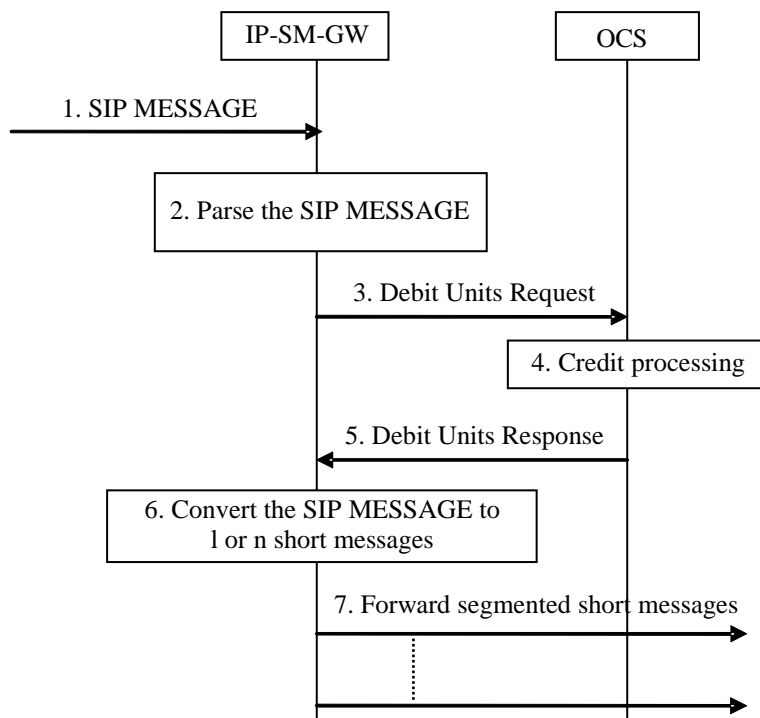 IP-SM-GW
OCS
1. SIP MESSAGE
2. Parse the SIP MESSAGE
3. Debit Units Request
4. Credit processing
5. Debit Units Response
6. Convert the SIP MESSAGE to
l or n short messages
7. Forward segmented short messages